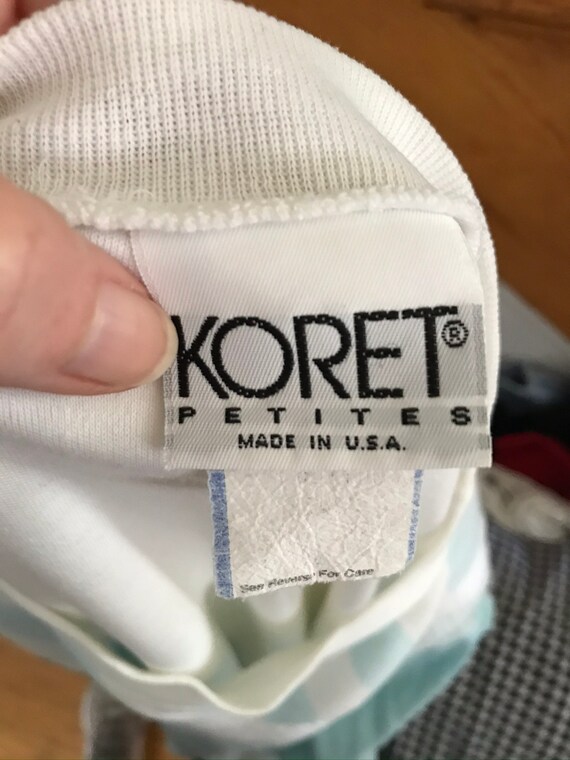 KORET®
PETITES
MADE IN U.S.A.
See Reverse For Care